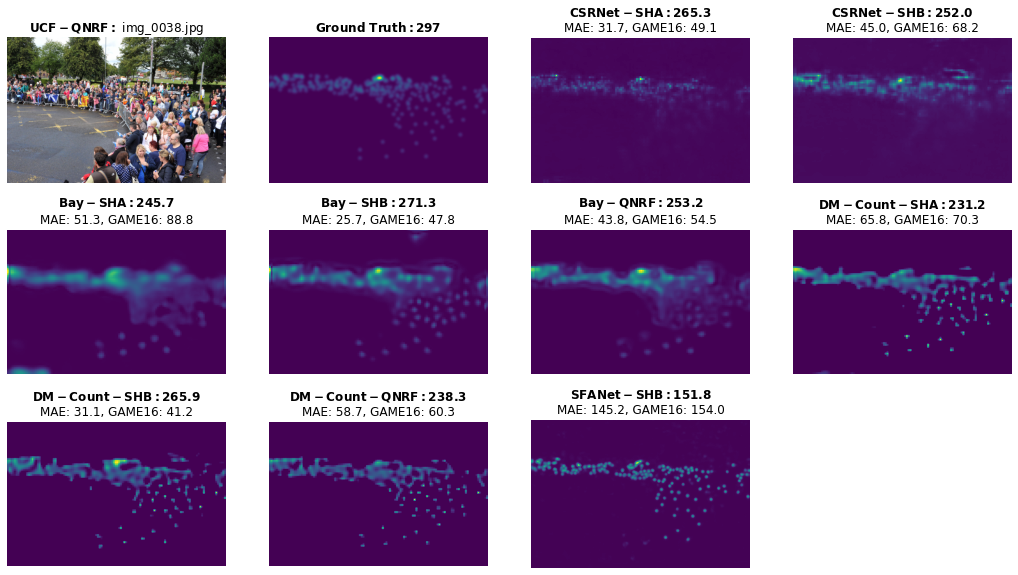 UCF − QNRF : img_0038.jpg
Ground Truth : 297
CSRNet − SHA : 265.3
MAE: 31.7, GAME16: 49.1
CSRNet − SHB : 252.0
MAE: 45.0, GAME16: 68.2
Bay − SHA : 245.7
MAE: 51.3, GAME16: 88.8
Bay − SHB : 271.3
MAE: 25.7, GAME16: 47.8
Bay − QNRF : 253.2
MAE: 43.8, GAME16: 54.5
DM − Count − SHA : 231.2
MAE: 65.8, GAME16: 70.3
DM − Count − SHB : 265.9
MAE: 31.1, GAME16: 41.2
DM − Count − QNRF : 238.3
MAE: 58.7, GAME16: 60.3
SFANet − SHB : 151.8
MAE: 145.2, GAME16: 154.0